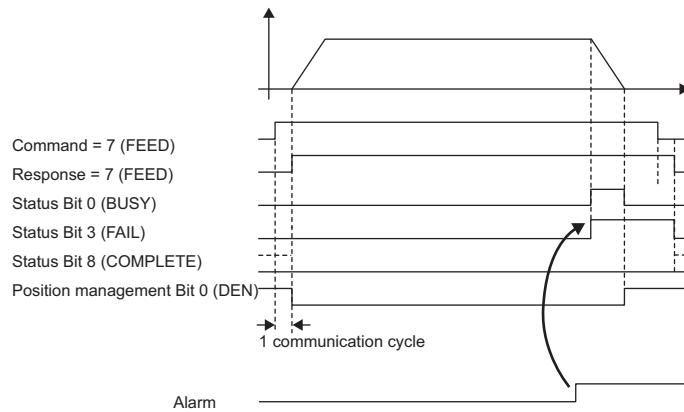 Command = 7 (FEED)
Response = 7 (FEED)
Status Bit 0 (BUSY)
Status Bit 3 (FAIL)
Status Bit 8 (COMPLETE)
Position management Bit 0 (DEN)
1 communication cycle
Alarm